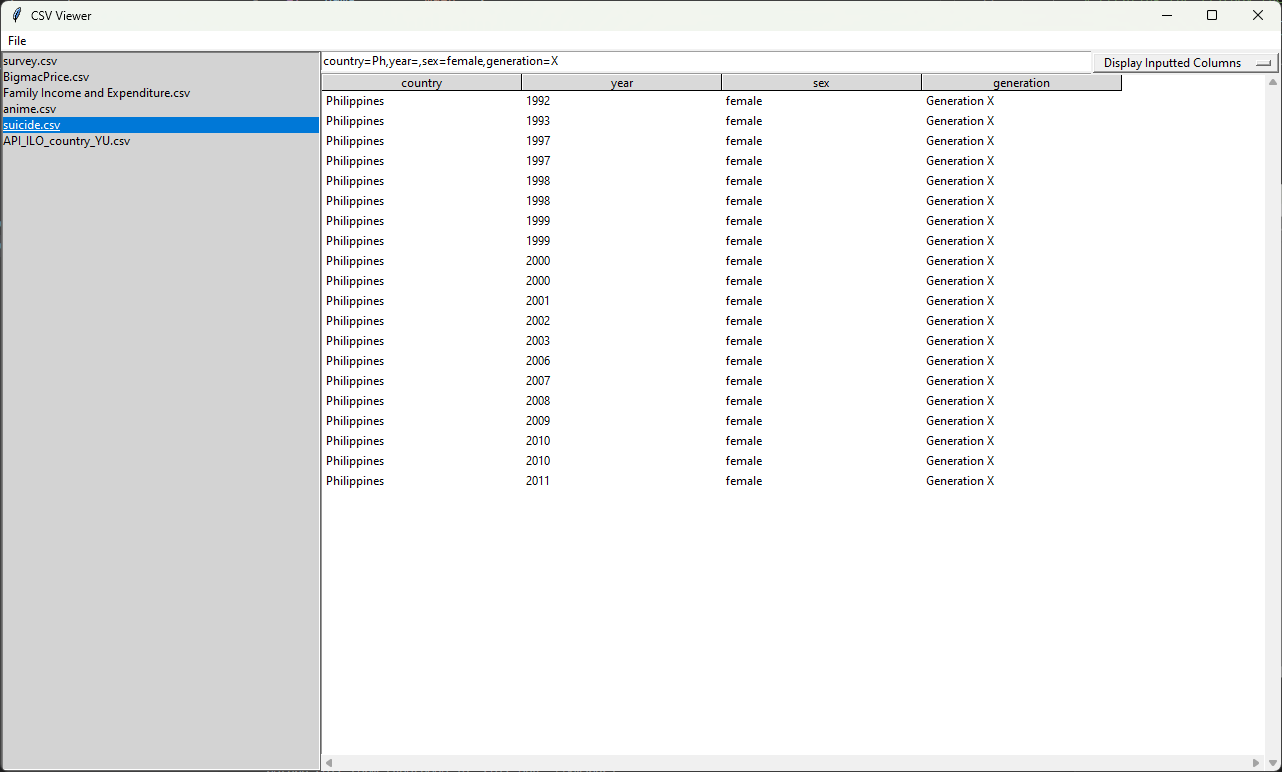 CSV Viewer
File
survey.csv
BigmacPrice.csv
Family Income and Expenditure.csv
anime.csv
suicide.csv
API_ILO_country_YU.csv
country=Ph,year=,sex=female,generation=X
Display Inputted Columns
country year sex generation
Philippines 1992 female Generation X
Philippines 1993 female Generation X
Philippines 1997 female Generation X
Philippines 1997 female Generation X
Philippines 1998 female Generation X
Philippines 1998 female Generation X
Philippines 1999 female Generation X
Philippines 1999 female Generation X
Philippines 2000 female Generation X
Philippines 2000 female Generation X
Philippines 2001 female Generation X
Philippines 2002 female Generation X
Philippines 2003 female Generation X
Philippines 2006 female Generation X
Philippines 2007 female Generation X
Philippines 2008 female Generation X
Philippines 2009 female Generation X
Philippines 2010 female Generation X
Philippines 2010 female Generation X
Philippines 2011 female Generation X